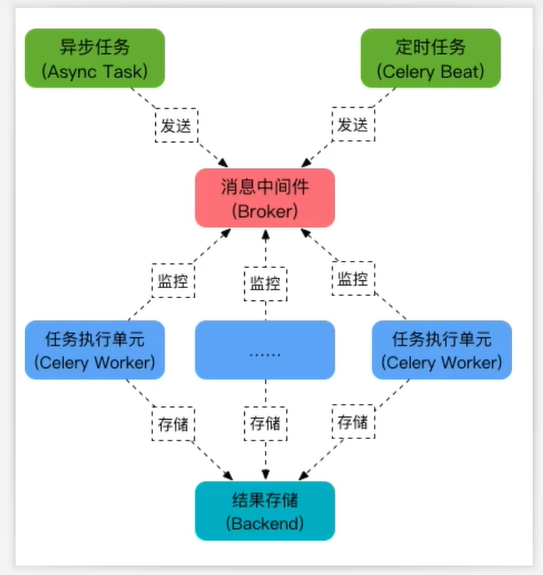 异步任务
(Async Task)
定时任务
(Celery Beat)
发送
发送
消息中间件
(Broker)
监控
监控
监控
任务执行单元
(Celery Worker)
......
任务执行单元
(Celery Worker)
存储
存储
存储
结果存储
(Backend)